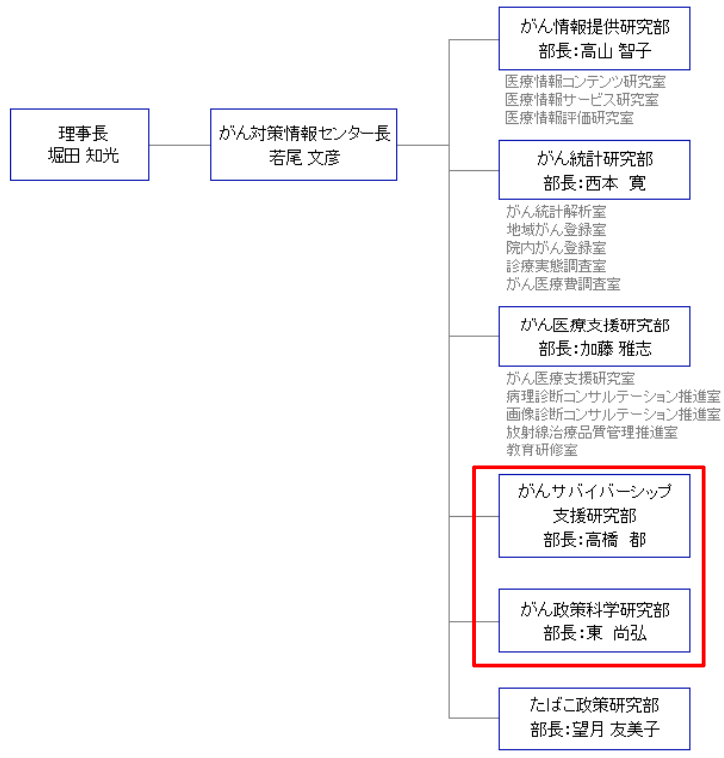 理事長
堀田 知光
がん対策情報センター長
若尾 文彦
がん情報提供研究部
部長:高山 智子
医療情報コンテンツ研究室
医療情報サービス研究室
医療情報評価研究室
がん統計研究部
部長:西本 寛
がん統計解析室
地域がん登録室
院内がん登録室
診療実態調査室
がん医療費調査室
がん医療支援研究部
部長:加藤 雅志
がん医療支援研究室
病理診断コンサルテーション推進室
画像診断コンサルテーション推進室
放射線治療品質管理推進室
教育研修室
がんサバイバーシップ
支援研究部
部長:高橋 都
がん政策科学研究部
部長:東 尚弘
たばこ政策研究部
部長:望月 友美子